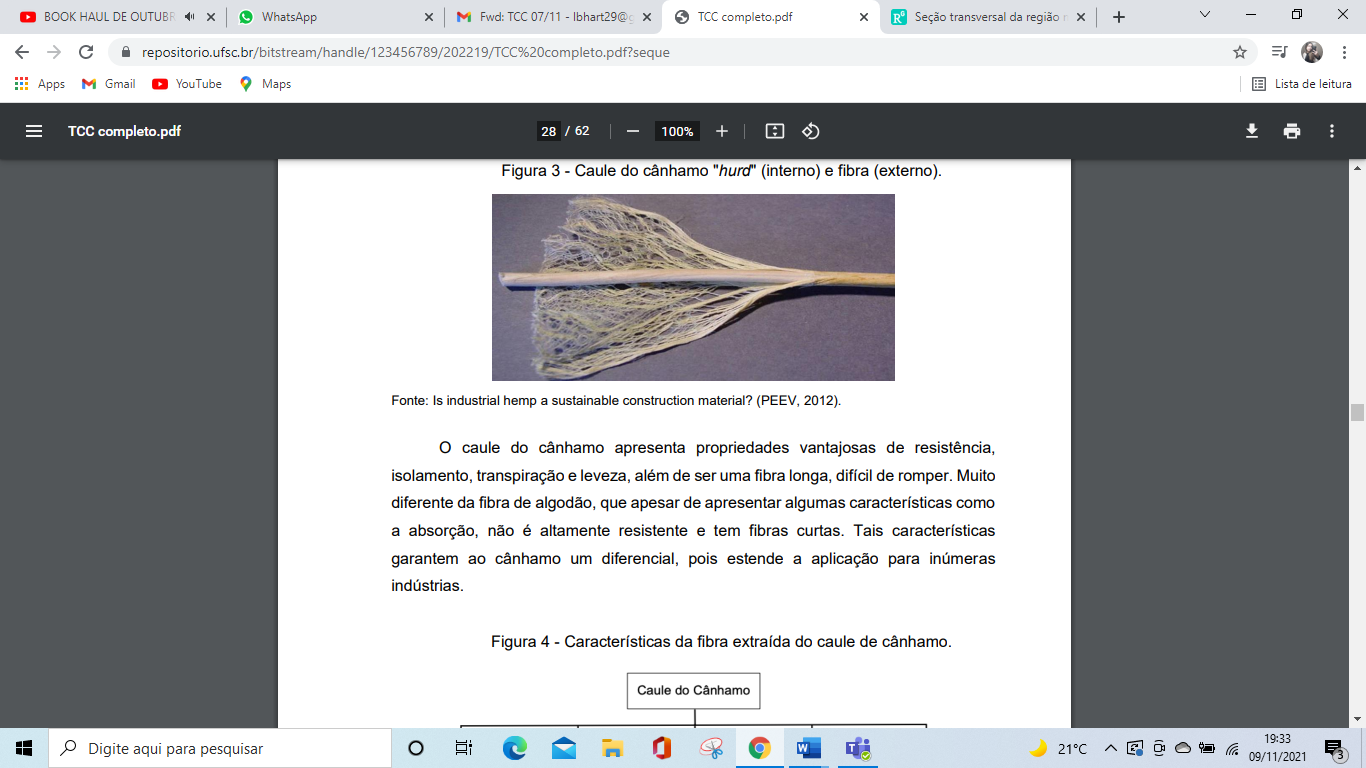 BOOK HAUL DE OUTUBR
WhatsApp
Fwd: TCC 07/11 - lbhart29@g
TCC completo.pdf
Seção transversal da região m
repositorio.ufsc.br/bitstream/handle/123456789/202219/TCC%20completo.pdf?seque
Apps
Gmail
YouTube
Maps
Lista de leitura
TCC completo.pdf
28 / 62
100%
Figura 3 - Caule do cânhamo "hurd" (interno) e fibra (externo).
Fonte: Is industrial hemp a sustainable construction material? (PEEV, 2012).
O caule do cânhamo apresenta propriedades vantajosas de resistência,
isolamento, transpiração e leveza, além de ser uma fibra longa, difícil de romper. Muito
diferente da fibra de algodão, que apesar de apresentar algumas características como
a absorção, não é altamente resistente e tem fibras curtas. Tais características
garantem ao cânhamo um diferencial, pois estende a aplicação para inúmeras
indústrias.
Figura 4 - Características da fibra extraída do caule de cânhamo.
Caule do Cânhamo
Digite aqui para pesquisar
21°C
19:33
09/11/2021
3